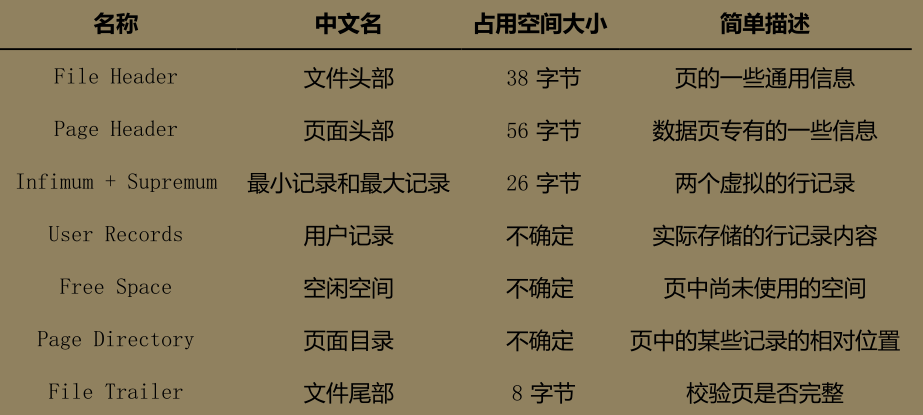 名称 中文名 占用空间大小 简单描述
File Header 文件头部 38 字节 页的一些通用信息
Page Header 页面头部 56 字节 数据页专有的一些信息
Infimum + Supremum 最小记录和最大记录 26 字节 两个虚拟的行记录
User Records 用户记录 不确定 实际存储的行记录内容
Free Space 空闲空间 不确定 页中尚未使用的空间
Page Directory 页面目录 不确定 页中的某些记录的相对位置
File Trailer 文件尾部 8 字节 校验页是否完整